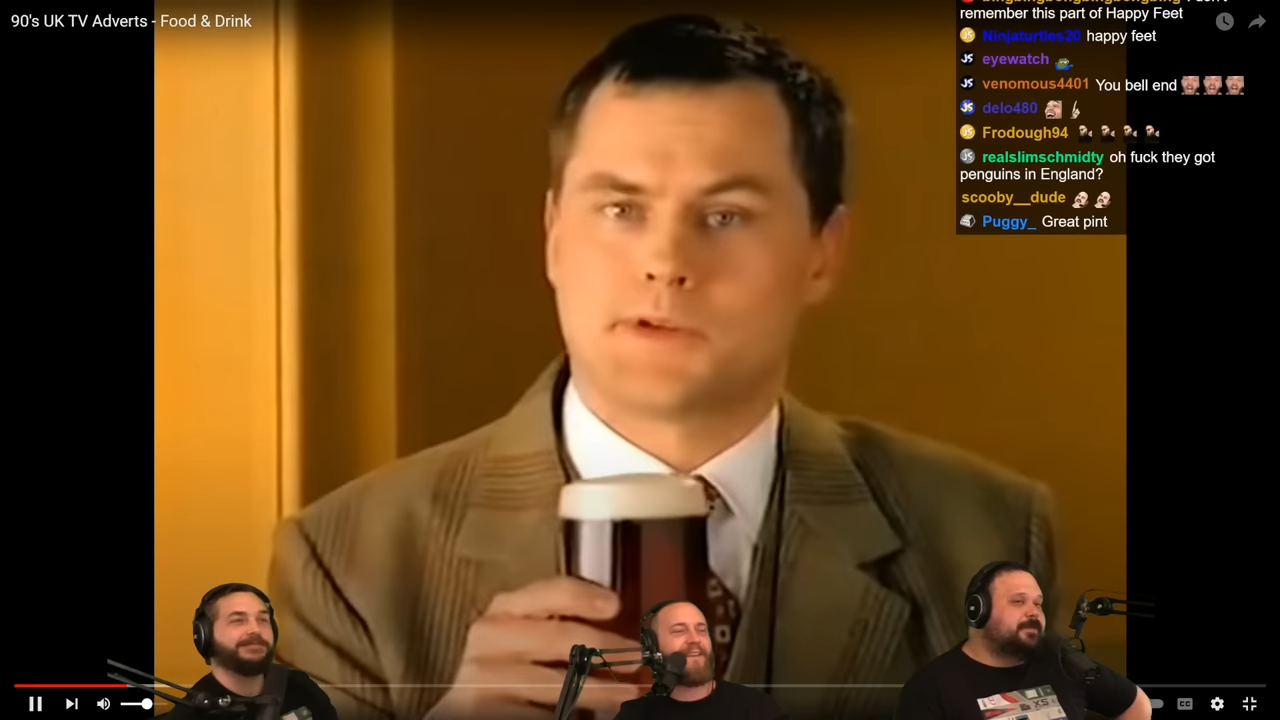 90's UK TV Adverts - Food & Drink
remember this part of Happy Feet
Ninjaturtles20 happy feet
eyewatch
venomous4401 You bell end
delo480
Frodough94
realslimschmidty oh fuck they got
penguins in England?
scooby__dude
Puggy_ Great pint